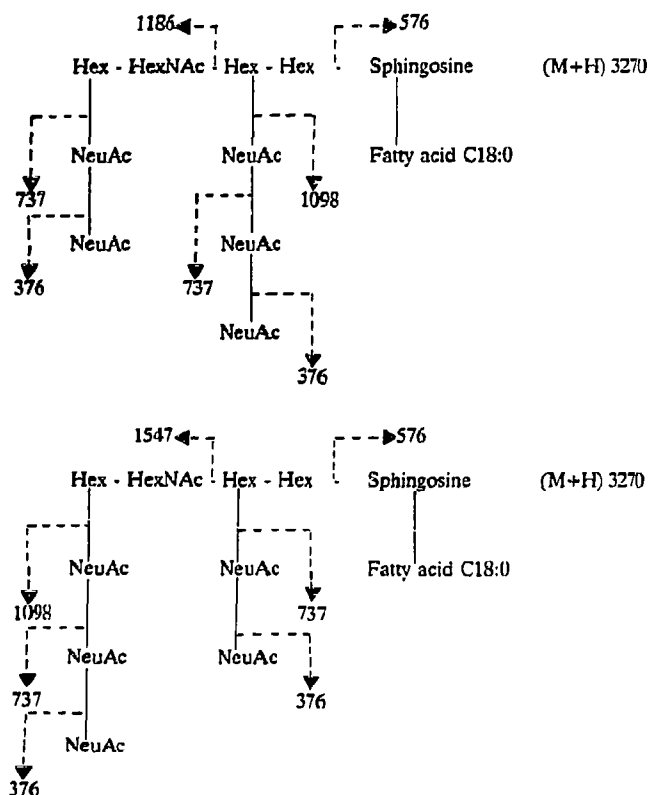 1186 576
Hex - HexNAc - Hex - Hex - Sphingosine (M+H) 3270
NeuAc NeuAc Fatty acid C18:0
737 1098
NeuAc NeuAc
376 737
NeuAc
376
1547 576
Hex - HexNAc - Hex - Hex - Sphingosine (M+H) 3270
NeuAc NeuAc Fatty acid C18:0
1098 737
NeuAc NeuAc
737 376
NeuAc
376